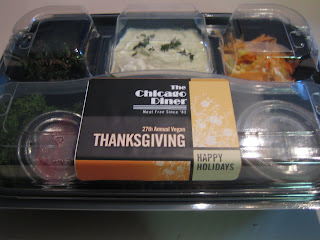 The
Chicago
Diner
Meat Free Since '83
27th Annual Vegan
THANKSGIVING
HAPPY
HOLIDAYS